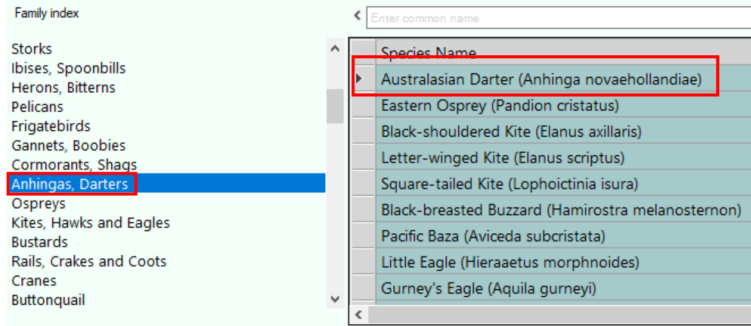 Family index
Enter common name
Storks
Ibises, Spoonbills
Herons, Bitterns
Pelicans
Frigatebirds
Gannets, Boobies
Cormorants, Shags
Anhingas, Darters
Ospreys
Kites, Hawks and Eagles
Bustards
Rails, Crakes and Coots
Cranes
Buttonquail
Species Name
Australasian Darter (Anhinga novaehollandiae)
Eastern Osprey (Pandion cristatus)
Black-shouldered Kite (Elanus axillaris)
Letter-winged Kite (Elanus scriptus)
Square-tailed Kite (Lophoictinia isura)
Black-breasted Buzzard (Hamirostra melanosternon)
Pacific Baza (Aviceda subcristata)
Little Eagle (Hieraaetus morphnoides)
Gurney's Eagle (Aquila gurneyi)